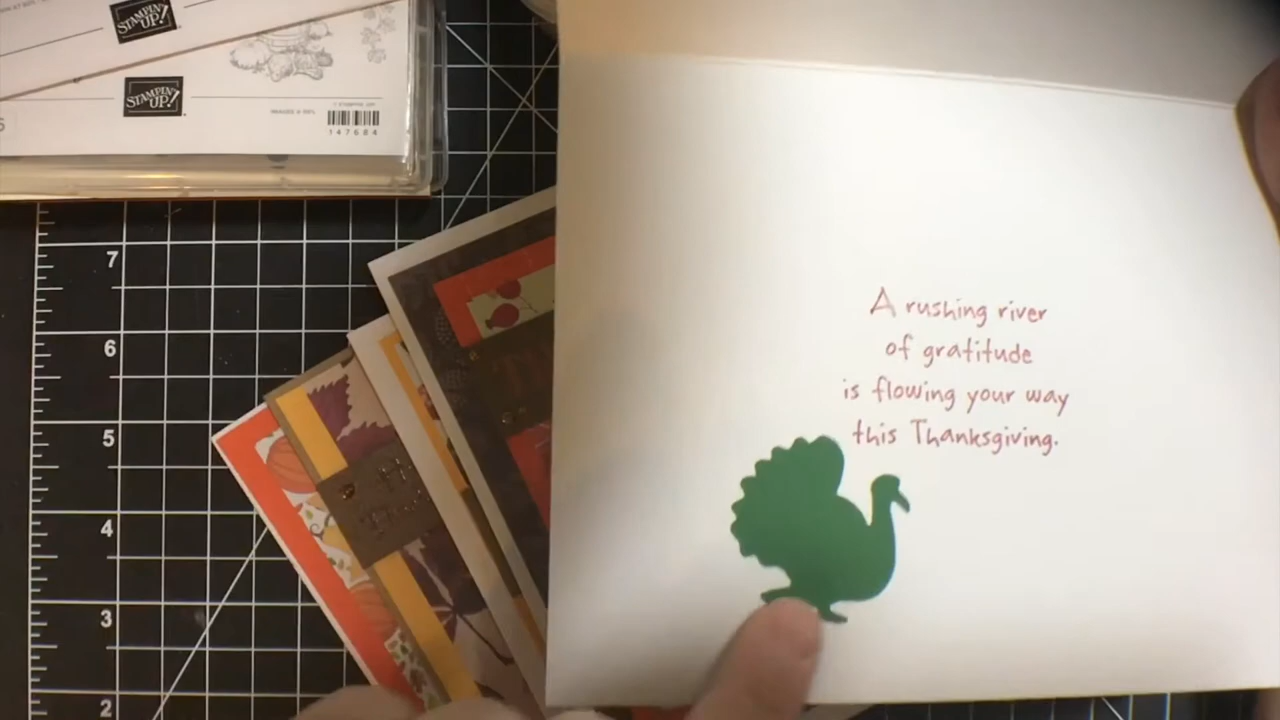 STAMPIN' UP!
STAMPIN' UP!
147684
7
6
5
4
3
2
A rushing river
of gratitude
is flowing your way
this Thanksgiving.